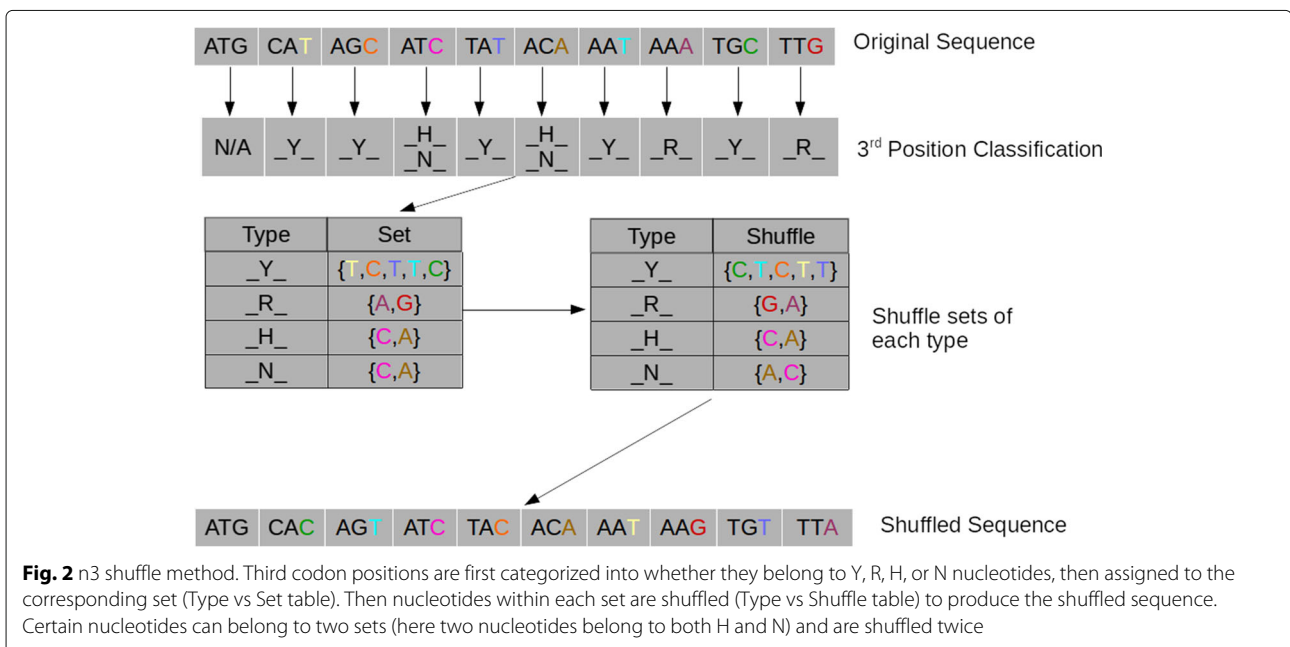 ATG CAT AGC ATC TAT ACA AAT AAA TGC TTG Original Sequence
N/A _Y_ _Y_ _H_ _N_ _Y_ _H_ _N_ _Y_ _R_ _Y_ _R_ 3rd Position Classification
Type Set Type Shuffle
_Y_ {T,C,T,T,C} _Y_ {C,T,C,T,T}
_R_ {A,G} _R_ {G,A}
_H_ {C,A} _H_ {C,A}
_N_ {C,A} _N_ {A,C}
Shuffle sets of
each type
ATG CAC AGT ATC TAC ACA AAT AAG TGT TTA Shuffled Sequence
Fig. 2 n3 shuffle method. Third codon positions are first categorized into whether they belong to Y, R, H, or N nucleotides, then assigned to the
corresponding set (Type vs Set table). Then nucleotides within each set are shuffled (Type vs Shuffle table) to produce the shuffled sequence.
Certain nucleotides can belong to two sets (here two nucleotides belong to both H and N) and are shuffled twice